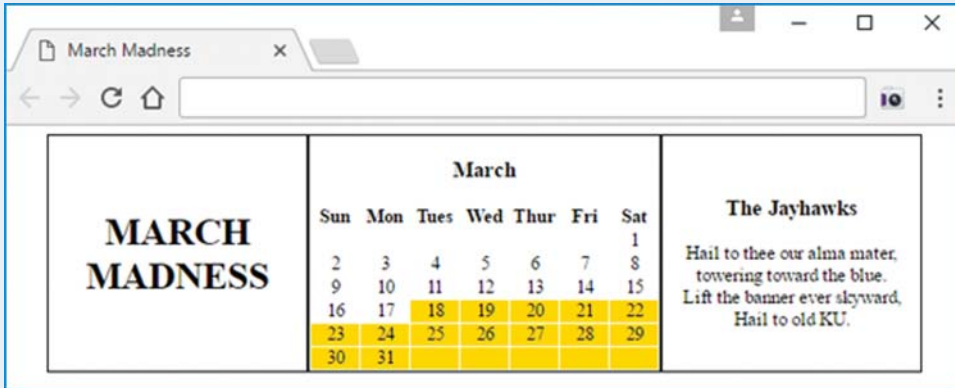 March Madness
MARCH
MADNESS
March
Sun Mon Tues Wed Thur Fri Sat
1
2 3 4 5 6 7 8
9 10 11 12 13 14 15
16 17 18 19 20 21 22
23 24 25 26 27 28 29
30 31
The Jayhawks
Hail to thee our alma mater,
towering toward the blue.
Lift the banner ever skyward,
Hail to old KU.